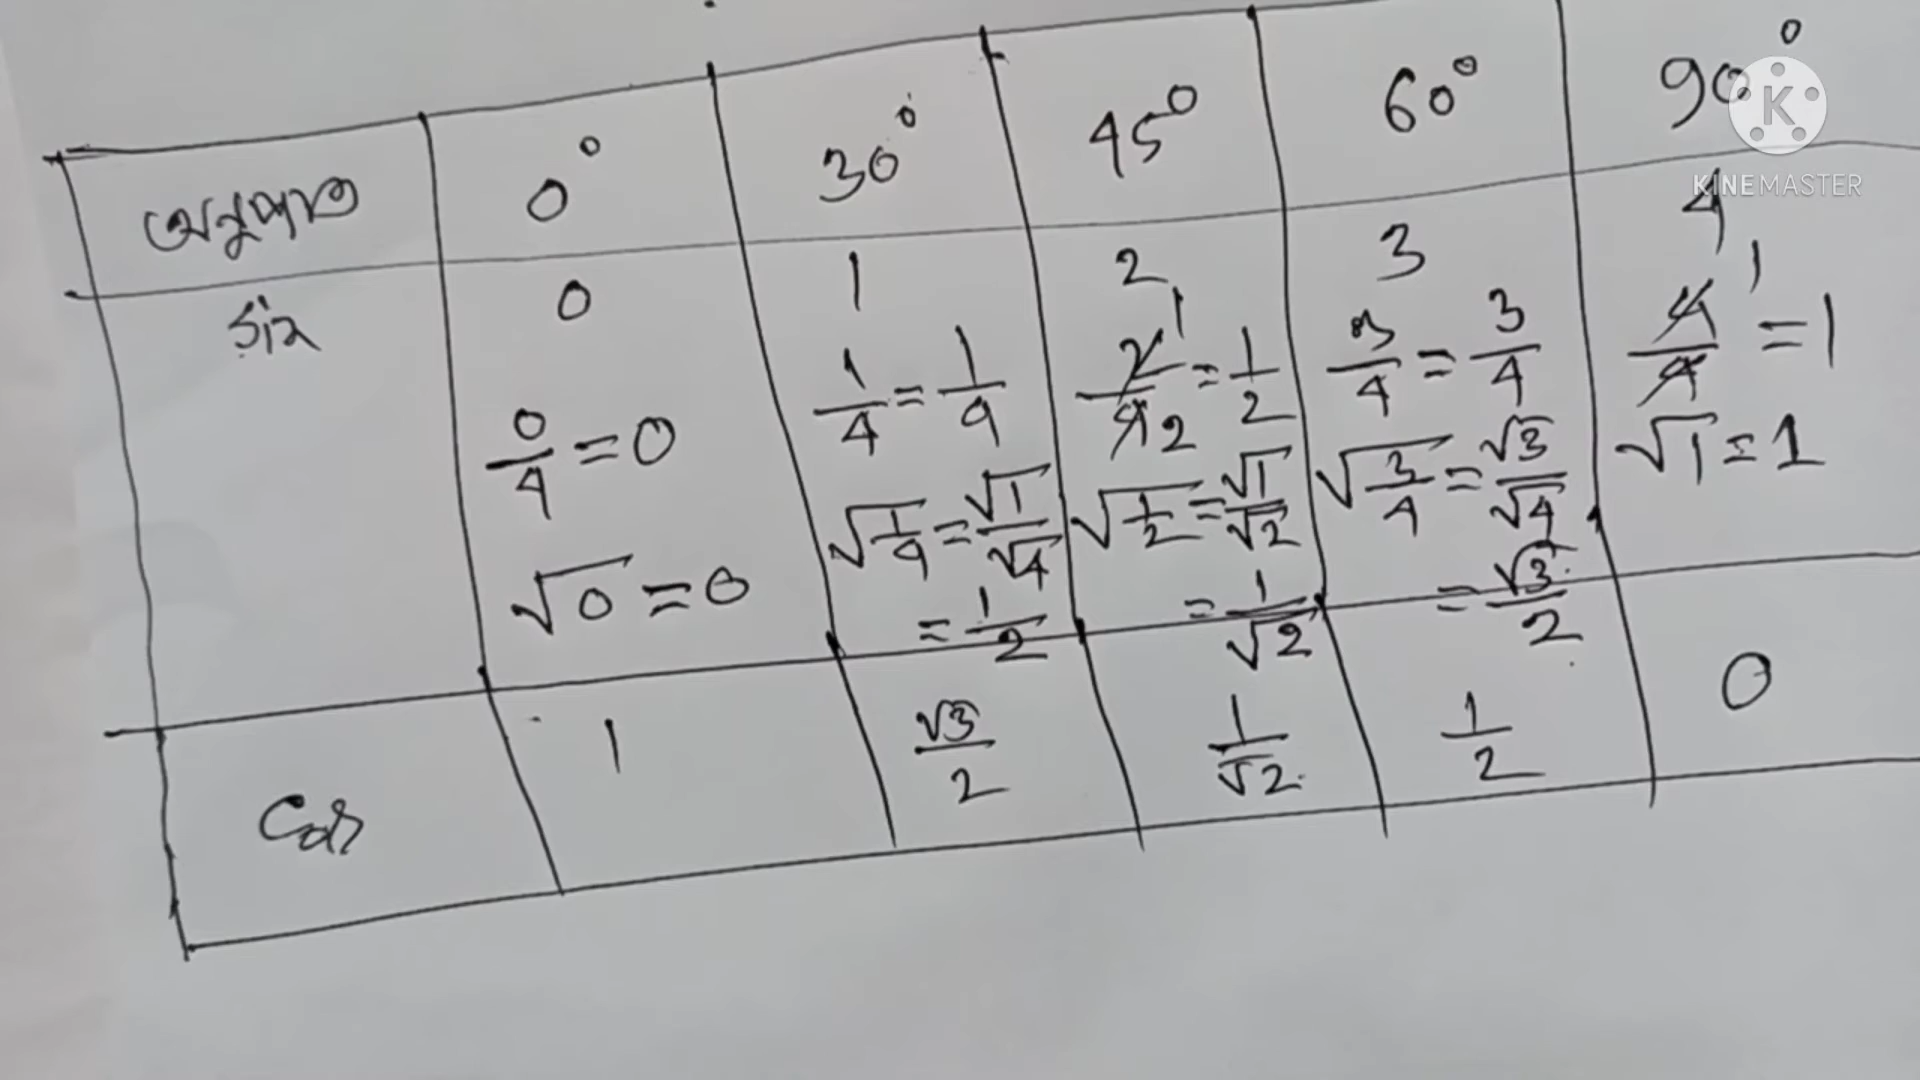 অনুপাত 0° 30° 45° 60° 90°
KINEMASTER
sin 0 1 2 3 4
0/4 = 0 1/4 = 1/4 2/4 1 2 = 1/2 3/4 = 3/4 4/4 1 = 1
√0 = 0 √1/4 = √1/√4 √1/2 = √1/√2 √3/4 = √3/√4 √1 = 1
= 1/2 = 1/√2 = √3/2
Cos 1 √3/2 1/√2 1/2 0